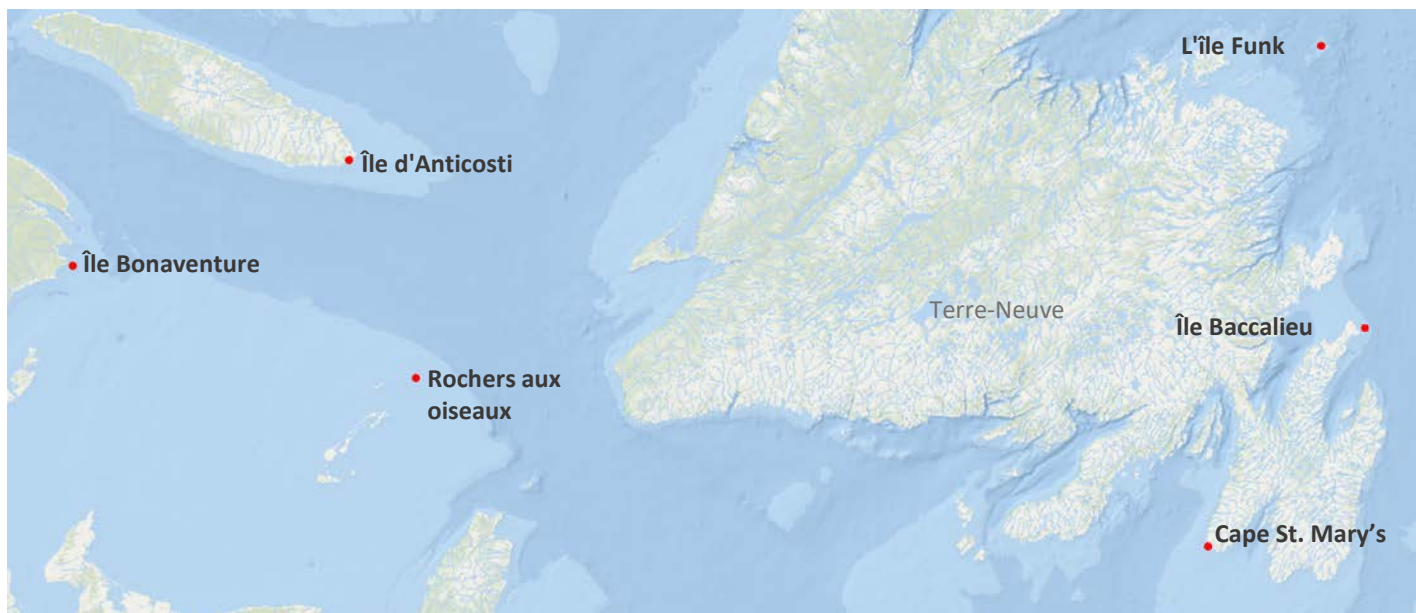 L'île Funk
Île d'Anticosti
Île Bonaventure
Terre-Neuve
Île Baccalieu
Rochers aux
oiseaux
Cape St. Mary’s